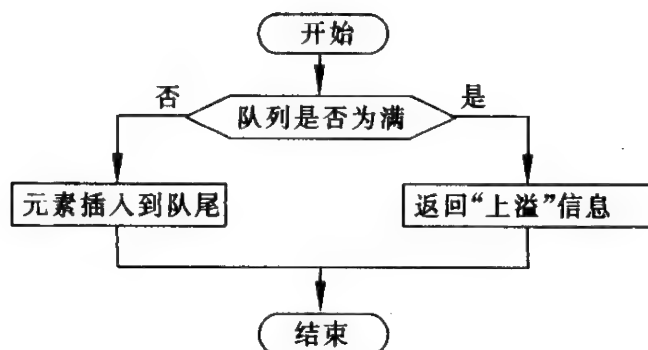 开始
否
是
队列是否为满
元素插入到队尾
返回“上溢”信息
结束